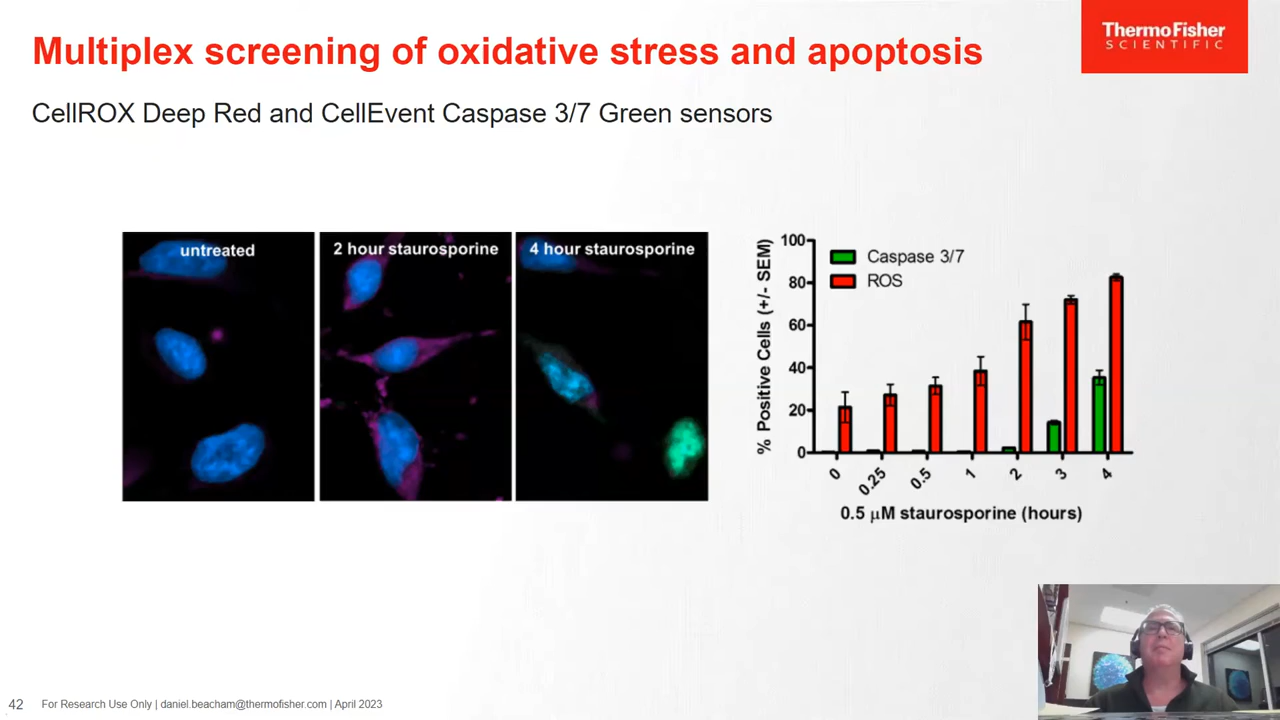 Multiplex screening of oxidative stress and apoptosis
ThermoFisher
SCIENTIFIC
CellROX Deep Red and CellEvent Caspase 3/7 Green sensors
untreated
2 hour staurosporine
4 hour staurosporine
% Positive Cells (+/- SEM)
100
80
60
40
20
0
Caspase 3/7
ROS
0
0.25
0.5
1
2
3
4
0.5 μM staurosporine (hours)
42
For Research Use Only | daniel.beacham@thermofisher.com | April 2023